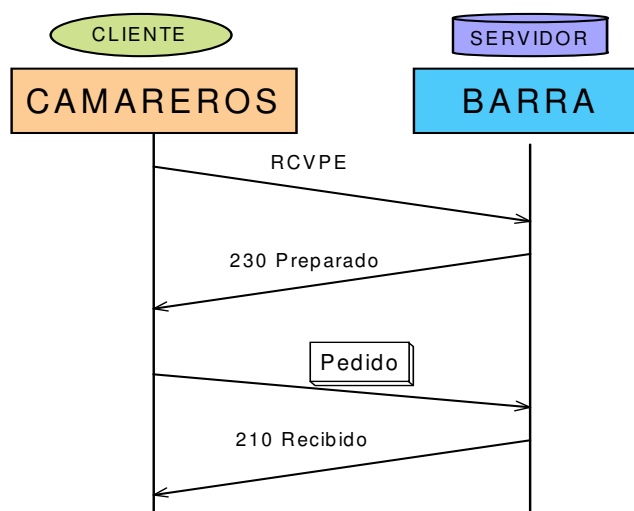 CLIENTE
SERVIDOR
CAMAREROS
BARRA
RCVPE
230 Preparado
Pedido
210 Recibido